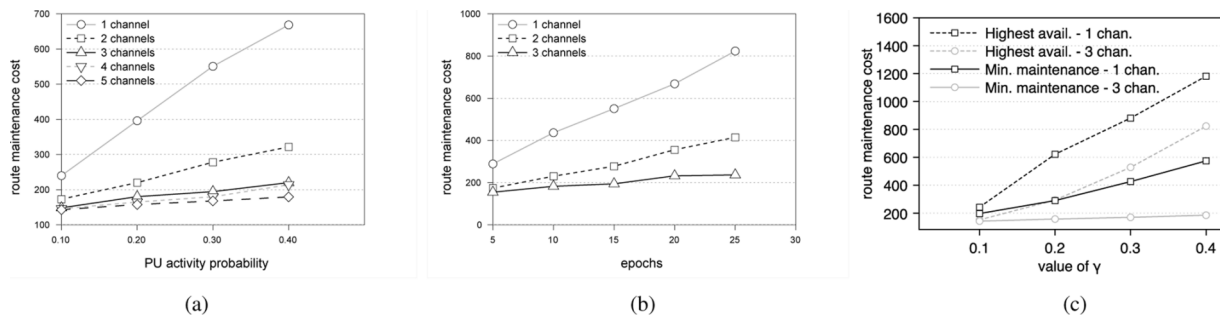 700
600
500
400
300
200
100
route maintenance cost
1 channel
2 channels
3 channels
4 channels
5 channels
0.10 0.20 0.30 0.40
PU activity probability
(a)
1000
800
600
400
200
0
route maintenance cost
1 channel
2 channels
3 channels
5 10 15 20 25 30
epochs
(b)
1600
1400
1200
1000
800
600
400
200
route maintenance cost
Highest avail. - 1 chan.
Highest avail. - 3 chan.
Min. maintenance - 1 chan.
Min. maintenance - 3 chan.
0.1 0.2 0.3 0.4
value of γ
(c)